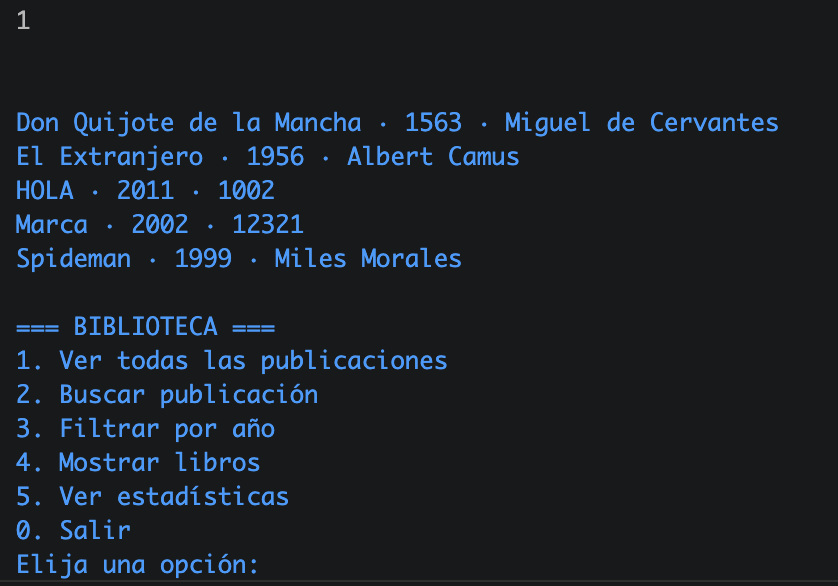 1
Don Quijote de la Mancha · 1563 · Miguel de Cervantes
El Extranjero · 1956 · Albert Camus
HOLA · 2011 · 1002
Marca · 2002 · 12321
Spideman · 1999 · Miles Morales
=== BIBLIOTECA ===
1. Ver todas las publicaciones
2. Buscar publicación
3. Filtrar por año
4. Mostrar libros
5. Ver estadísticas
0. Salir
Elija una opción: